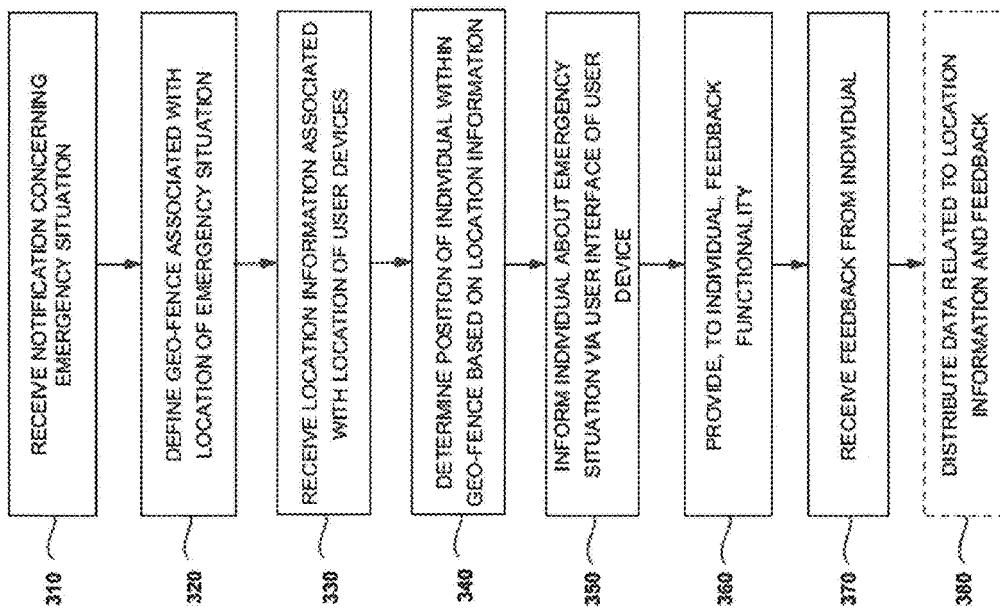 310
RECEIVE NOTIFICATION CONCERNING
EMERGENCY SITUATION
320
DEFINE GEO-FENCE ASSOCIATED WITH
LOCATION OF EMERGENCY SITUATION
330
RECEIVE LOCATION INFORMATION ASSOCIATED
WITH LOCATION OF USER DEVICES
340
DETERMINE POSITION OF INDIVIDUAL WITHIN
GEO-FENCE BASED ON LOCATION INFORMATION
350
INFORM INDIVIDUAL ABOUT EMERGENCY
SITUATION VIA USER INTERFACE OF USER
DEVICE
360
PROVIDE, TO INDIVIDUAL, FEEDBACK
FUNCTIONALITY
370
RECEIVE FEEDBACK FROM INDIVIDUAL
380
DISTRIBUTE DATA RELATED TO LOCATION
INFORMATION AND FEEDBACK